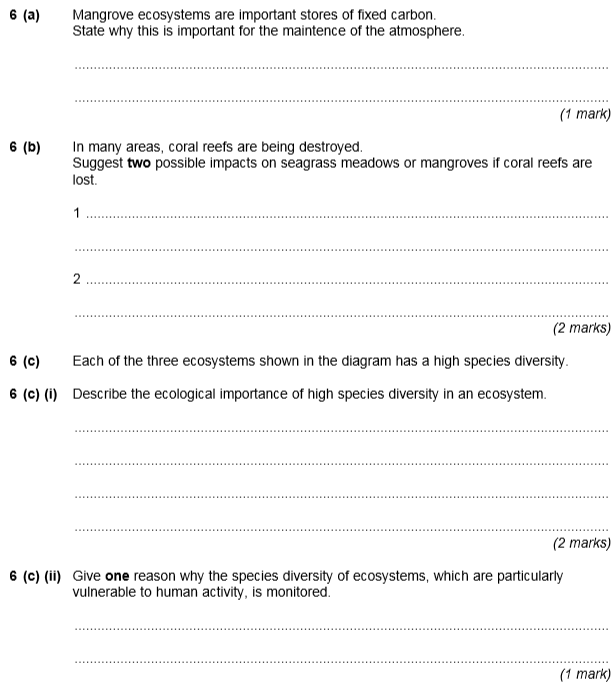 6 (a) Mangrove ecosystems are important stores of fixed carbon.
State why this is important for the maintence of the atmosphere.
(1 mark)
6 (b) In many areas, coral reefs are being destroyed.
Suggest two possible impacts on seagrass meadows or mangroves if coral reefs are
lost.
1
2
(2 marks)
6 (c) Each of the three ecosystems shown in the diagram has a high species diversity.
6 (c) (i) Describe the ecological importance of high species diversity in an ecosystem.
(2 marks)
6 (c) (ii) Give one reason why the species diversity of ecosystems, which are particularly
vulnerable to human activity, is monitored.
(1 mark)